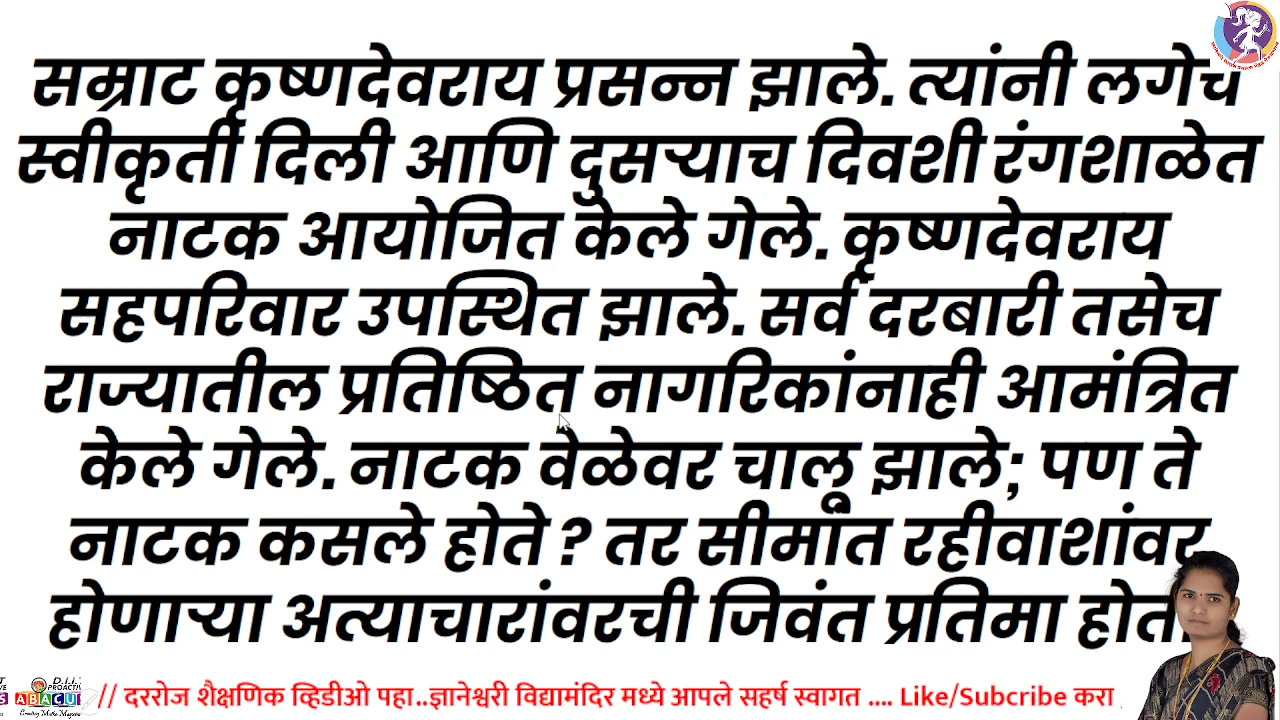 सम्राट कृष्णदेवराय प्रसन्न झाले. त्यांनी लगेच
स्वीकृती दिली आणि दुसऱ्याच दिवशी रंगशाळेत
नाटक आयोजित केले गेले. कृष्णदेवराय
सहपरिवार उपस्थित झाले. सर्व दरबारी तसेच
राज्यातील प्रतिष्ठित नागरिकांनाही आमंत्रित
केले गेले. नाटक वेळेवर चालू झाले; पण ते
नाटक कसले होते ? तर सीमांत रहीवाशांवर
होणाऱ्या अत्याचारांवरची जिवंत प्रतिमा
ABACU
// दररोज शैक्षणिक व्हिडीओ पहा..ज्ञानेश्वरी विद्यामंदिर मध्ये आपले सहर्ष स्वागत .... Like/Subcribe करा